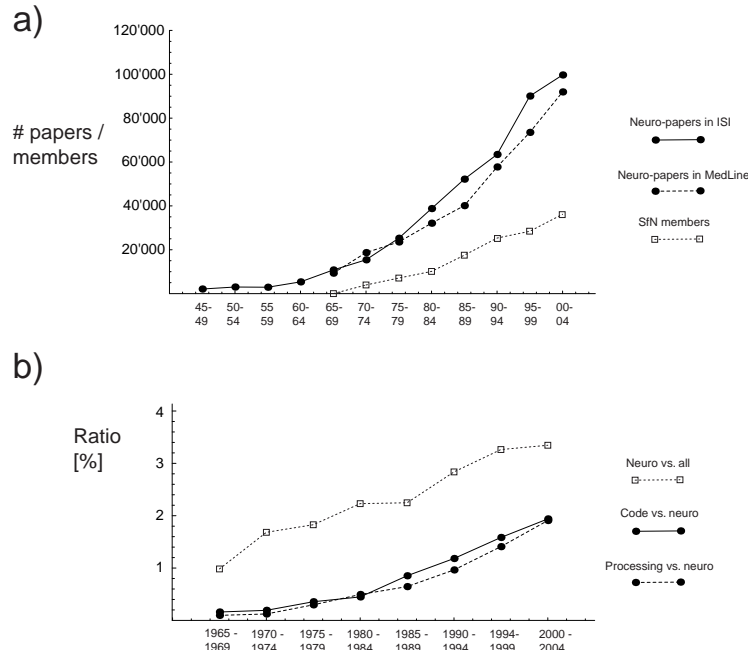 a)
120'000
100'000
80'000
60'000
40'000
20'000
# papers /
members
Neuro-papers in ISI
Neuro-papers in MedLine
SfN members
45- 50- 55 60- 65- 70- 75- 80- 85- 90- 95- 00-
49 54 59 64 69 74 79 84 89 94 99 04
b)
4
3
2
1
Ratio
[%]
Neuro vs. all
Code vs. neuro
Processing vs. neuro
1965 - 1970 - 1975 - 1980 - 1985 - 1990 - 1994- 2000 -
1969 1974 1979 1984 1989 1994 1999 2004